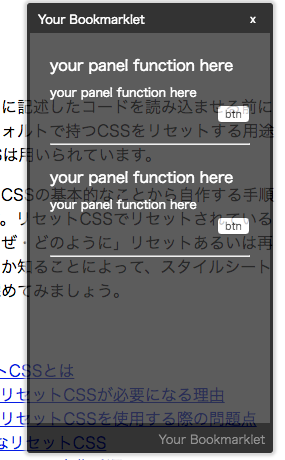 Your Bookmarklet x
your panel function here
your panel function here
btn
your panel function here
your panel function here
btn
に記述したコードを読み込ませる前に
ォルトで持つCSSをリセットする用途
Sは用いられています。
CSSの基本的なことから自作する手順
。リセットCSSでリセットされている
ぜ・どのように」リセットあるいは再
か知ることによって、スタイルシート
めてみましょう。
トCSSとは
リセットCSSが必要になる理由
リセットCSSを使用する際の問題点
なリセットCSS
Your Bookmarklet